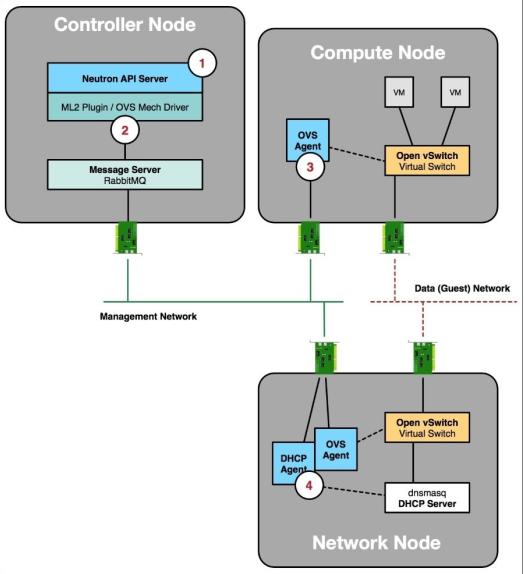 Controller Node
1
Neutron API Server
ML2 Plugin / OVS Mech Driver
2
Message Server
RabbitMQ
Compute Node
VM
VM
OVS
Agent
3
Open vSwitch
Virtual Switch
Data (Guest) Network
Management Network
Open vSwitch
Virtual Switch
OVS
Agent
DHCP
Agent
4
dnsmasq
DHCP Server
Network Node